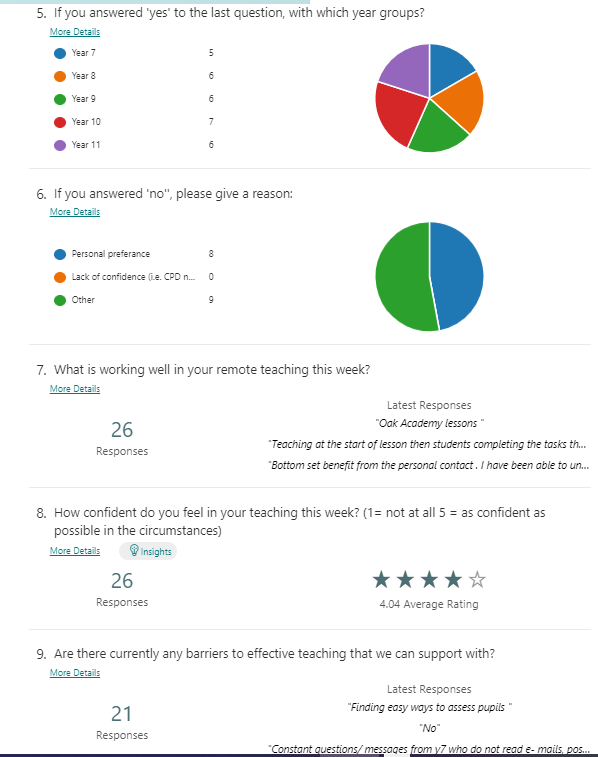 5. If you answered 'yes' to the last question, with which year groups?
More Details
Year 7 5
Year 8 6
Year 9 6
Year 10 7
Year 11 6
6. If you answered 'no'', please give a reason:
More Details
Personal preferance 8
Lack of confidence (i.e. CPD n... 0
Other 9
7. What is working well in your remote teaching this week?
More Details
26
Responses
Latest Responses
"Oak Academy lessons "
"Teaching at the start of lesson then students completing the tasks th...
"Bottom set benefit from the personal contact . I have been able to un...
8. How confident do you feel in your teaching this week? (1= not at all 5 = as confident as
possible in the circumstances)
More Details Insights
26
Responses
4.04 Average Rating
9. Are there currently any barriers to effective teaching that we can support with?
More Details
21
Responses
Latest Responses
"Finding easy ways to assess pupils "
"No"
"Constant questions/ messages from y7 who do not read e- mails, pos...